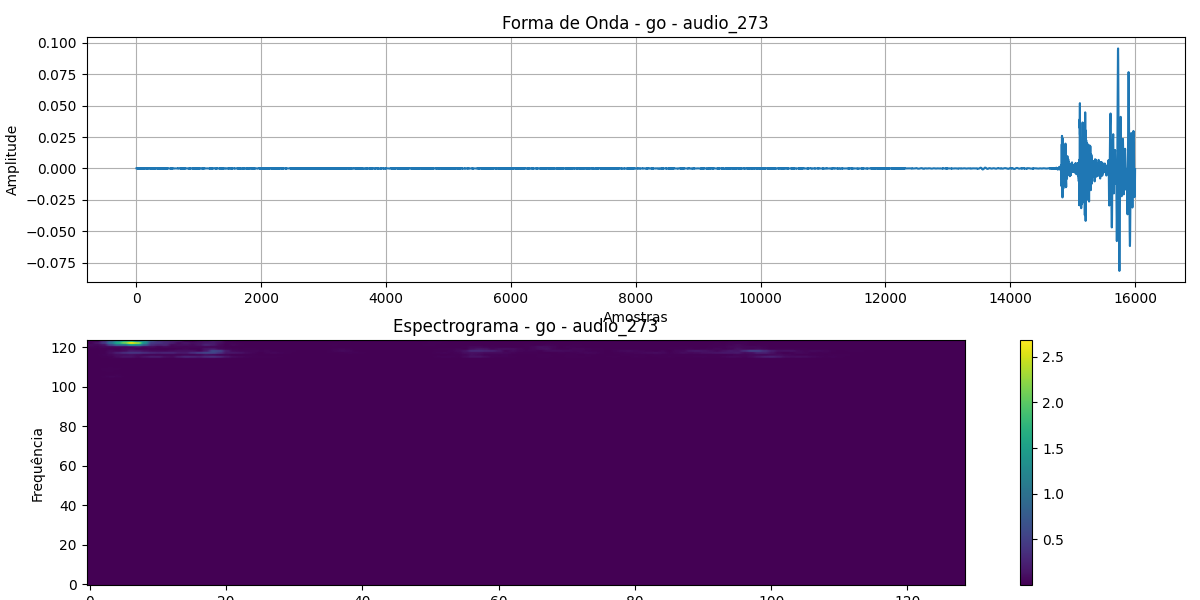 Forma de Onda - go - audio_273
0.100
0.075
0.050
0.025
0.000
−0.025
−0.050
−0.075
Amplitude
0 2000 4000 6000 8000 10000 12000 14000 16000
Amostras
Espectrograma - go - audio_273
120
100
80
60
40
20
0
Frequência
0 20 40 60 80 100 120
2.5
2.0
1.5
1.0
0.5